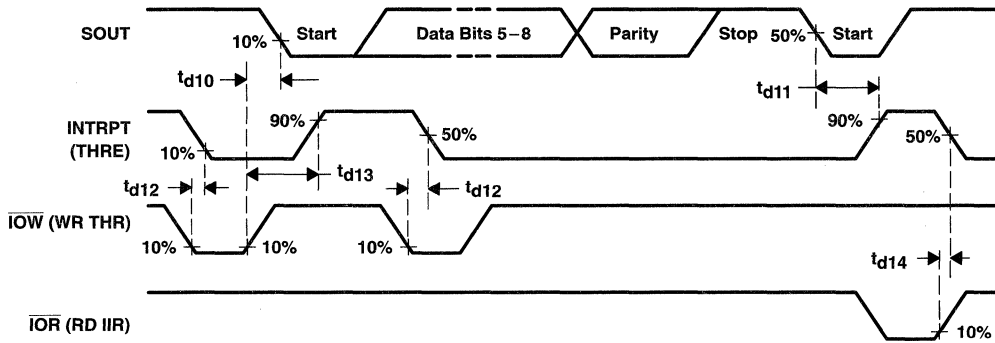 SOUT
10%
Start
Data Bits 5–8
Parity
Stop
50%
Start
td10
td11
INTRPT
(THRE)
10%
90%
50%
90%
50%
td12
td13
td12
IOW (WR THR)
10%
10%
10%
td14
IOR (RD IIR)
10%